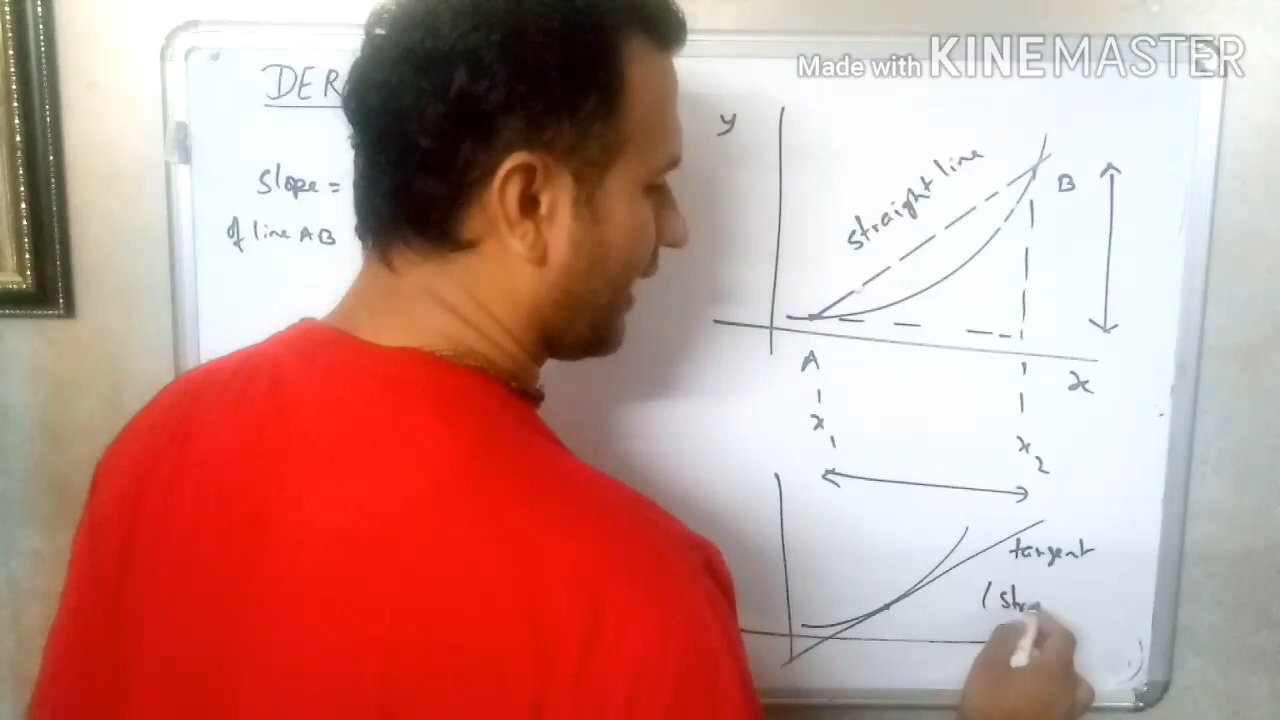 Made with KINEMASTER
DER
slope =
of line AB
y
straight line
B
A
x
x1
x2
tangent
(str